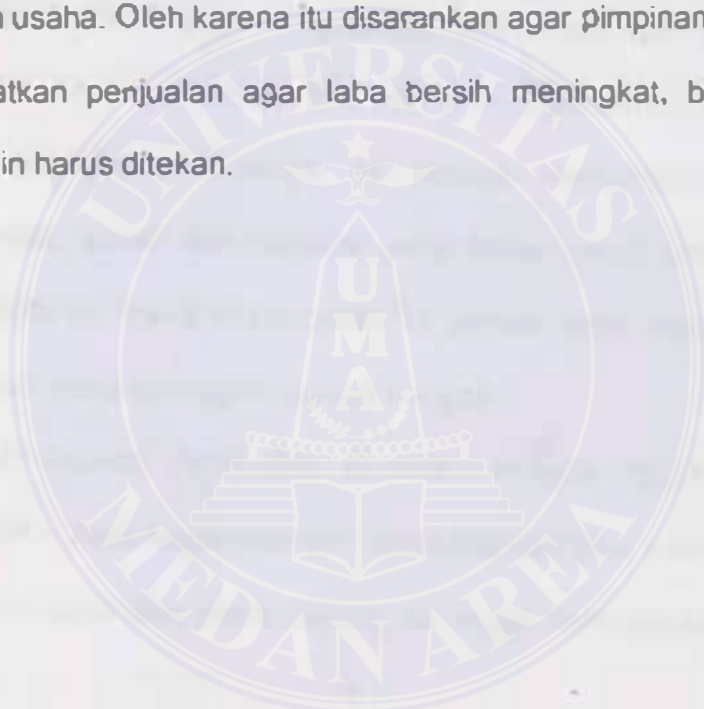 usaha. Oleh karena itu disarankan agar pimpinan
atkan penjualan agar laba bersih meningkat, b
in harus ditekan.
UNIVERSITAS
UMA
MEDAN AREA